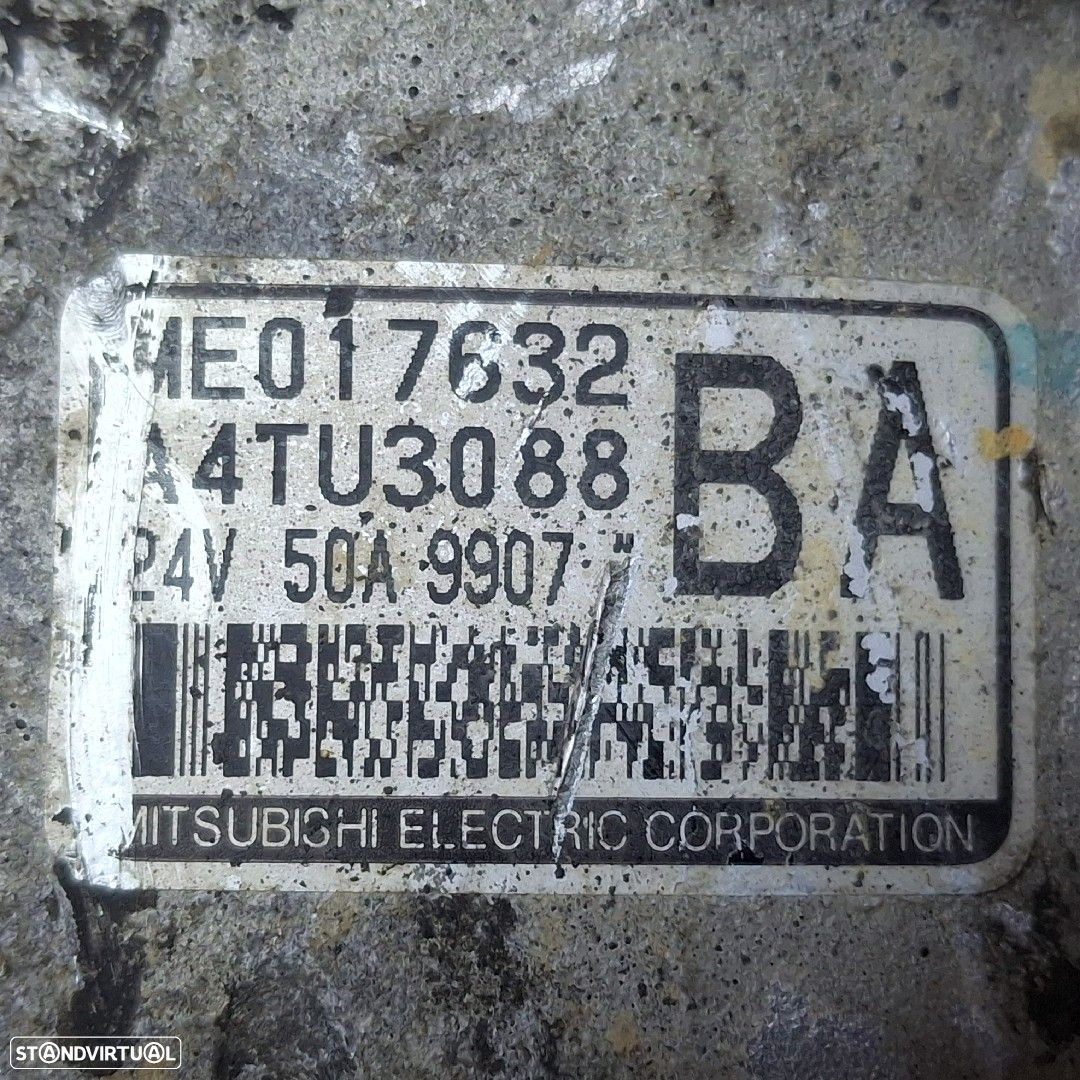 ME017632
A4TU3088
BA
24V 50A 9907 "
MITSUBISHI ELECTRIC CORPORATION
STANDVIRTUAL